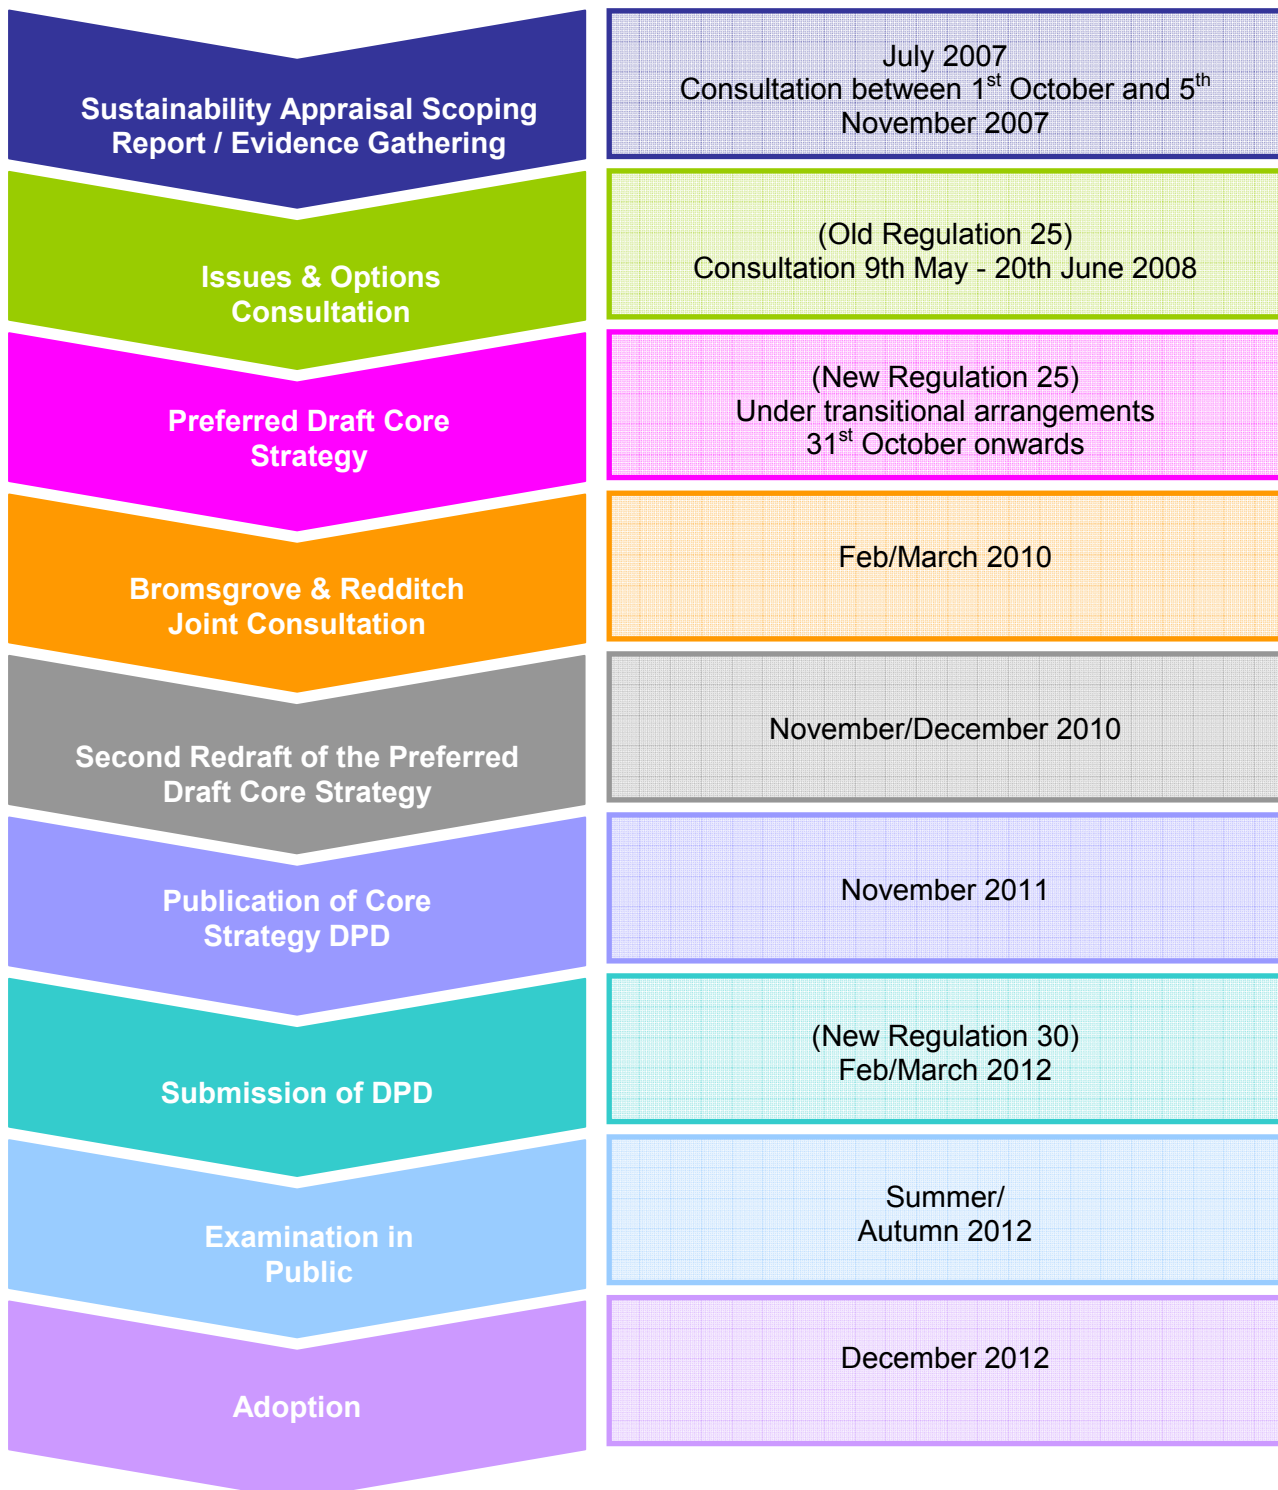 Sustainability Appraisal Scoping
Report / Evidence Gathering
July 2007
Consultation between 1st October and 5th
November 2007
Issues & Options
Consultation
(Old Regulation 25)
Consultation 9th May - 20th June 2008
Preferred Draft Core
Strategy
(New Regulation 25)
Under transitional arrangements
31st October onwards
Bromsgrove & Redditch
Joint Consultation
Feb/March 2010
Second Redraft of the Preferred
Draft Core Strategy
November/December 2010
Publication of Core
Strategy DPD
November 2011
Submission of DPD
(New Regulation 30)
Feb/March 2012
Examination in
Public
Summer/
Autumn 2012
Adoption
December 2012